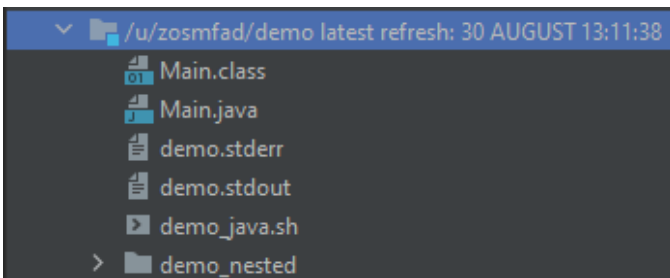 /u/zosmfad/demo latest refresh: 30 AUGUST 13:11:38
Main.class
Main.java
demo.stderr
demo.stdout
demo_java.sh
demo_nested